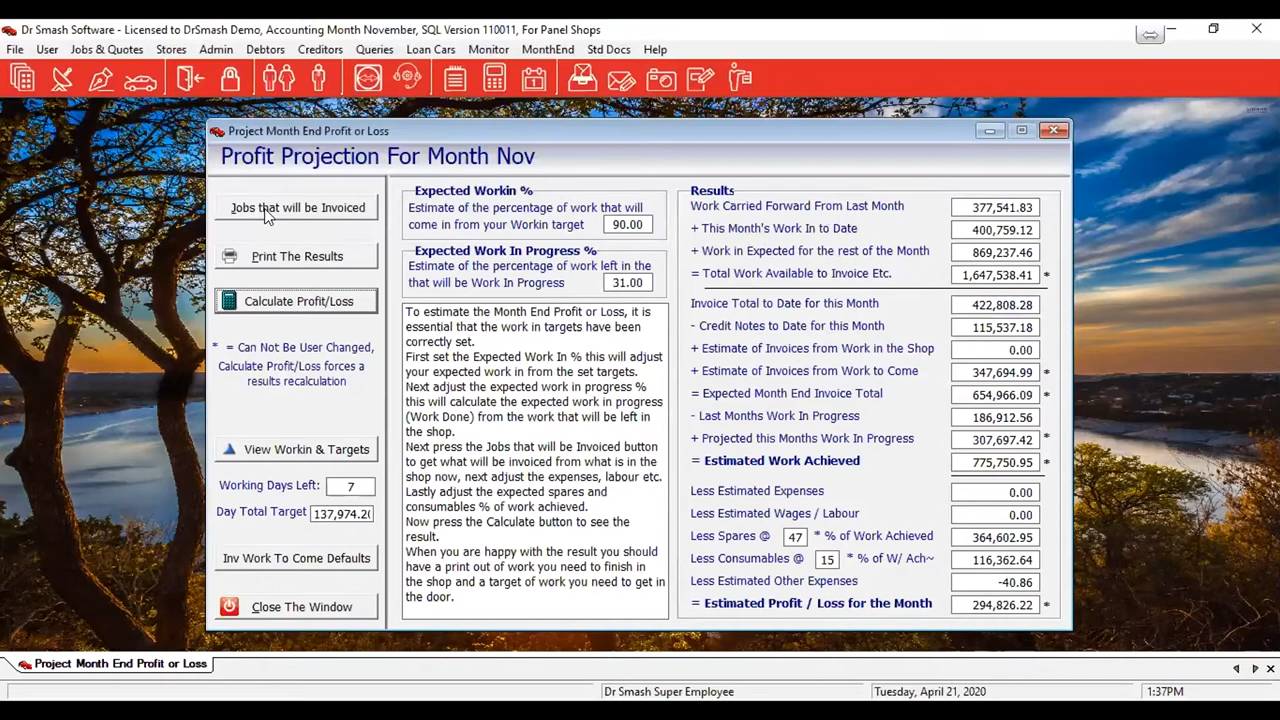 Dr Smash Software - Licensed to DrSmash Demo, Accounting Month November, SQL Version 110011, For Panel Shops
File User Jobs & Quotes Stores Admin Debtors Creditors Queries Loan Cars Monitor MonthEnd Std Docs Help
Project Month End Profit or Loss
Profit Projection For Month Nov
Jobs that will be Invoiced
Print The Results
Calculate Profit/Loss
* = Can Not Be User Changed,
Calculate Profit/Loss forces a
results recalculation
View Workin & Targets
Working Days Left: 7
Day Total Target 137,974.2(
Inv Work To Come Defaults
Close The Window
Expected Workin %
Estimate of the percentage of work that will
come in from your Workin target 90.00
Expected Work In Progress %
Estimate of the percentage of work left in the
that will be Work In Progress 31.00
To estimate the Month End Profit or Loss, it is
essential that the work in targets have been
correctly set.
First set the Expected Work In % this will adjust
your expected work in from the set targets.
Next adjust the expected work in progress %
this will calculate the expected work in progress
(Work Done) from the work that will be left in
the shop.
Next press the Jobs that will be Invoiced button
to get what will be invoiced from what is in the
shop now, next adjust the expenses, labour etc.
Lastly adjust the expected spares and
consumables % of work achieved.
Now press the Calculate button to see the
result.
When you are happy with the result you should
have a print out of work you need to finish in
the shop and a target of work you need to get in
the door.
Results
Work Carried Forward From Last Month 377,541.83
+ This Month's Work In to Date 400,759.12
+ Work in Expected for the rest of the Month 869,237.46
= Total Work Available to Invoice Etc. 1,647,538.41 *
Invoice Total to Date for this Month 422,808.28
- Credit Notes to Date for this Month 115,537.18
+ Estimate of Invoices from Work in the Shop 0.00
+ Estimate of Invoices from Work to Come 347,694.99 *
= Expected Month End Invoice Total 654,966.09 *
- Last Months Work In Progress 186,912.56
+ Projected this Months Work In Progress 307,697.42 *
= Estimated Work Achieved 775,750.95 *
Less Estimated Expenses 0.00
Less Estimated Wages / Labour 0.00
Less Spares @ 47 * % of Work Achieved 364,602.95
Less Consumables @ 15 * % of W/ Ach~ 116,362.64
Less Estimated Other Expenses -40.86
= Estimated Profit / Loss for the Month 294,826.22 *
Project Month End Profit or Loss
Dr Smash Super Employee Tuesday, April 21, 2020 1:37PM